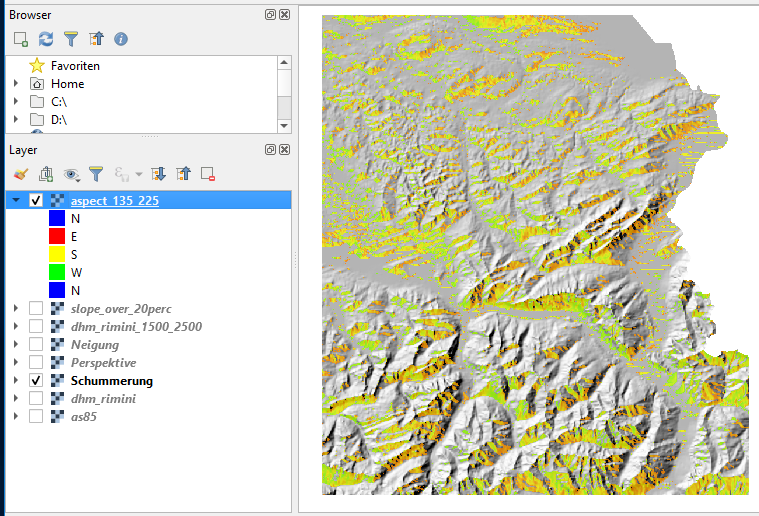 Browser
Favoriten
Home
C:\
D:\
Layer
aspect_135_225
N
E
S
W
N
slope_over_20perc
dhm_rimini_1500_2500
Neigung
Perspektive
Schummerung
dhm_rimini
as85